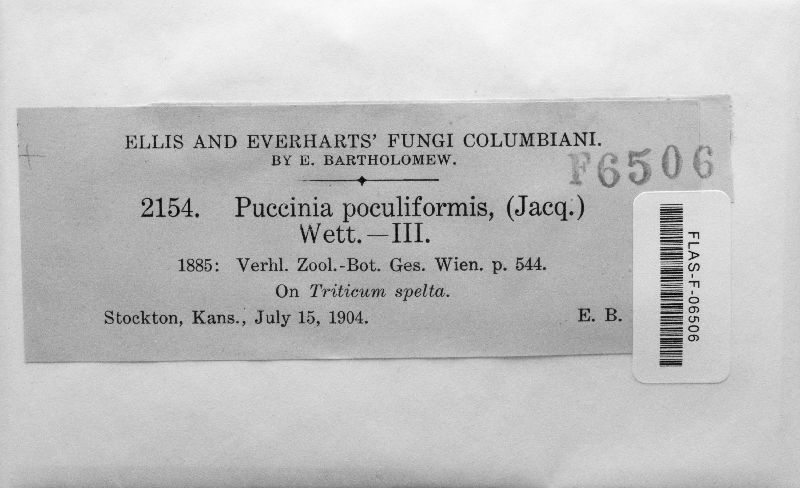 ELLIS AND EVERHARTS' FUNGI COLUMBIANI.
BY E. BARTHOLOMEW.
F6506
2154. Puccinia poculiformis, (Jacq.)
Wett.—III.
1885: Verhl. Zool.-Bot. Ges. Wien. p. 544.
On Triticum spelta.
Stockton, Kans., July 15, 1904. E. B.
FLAS-F-06506